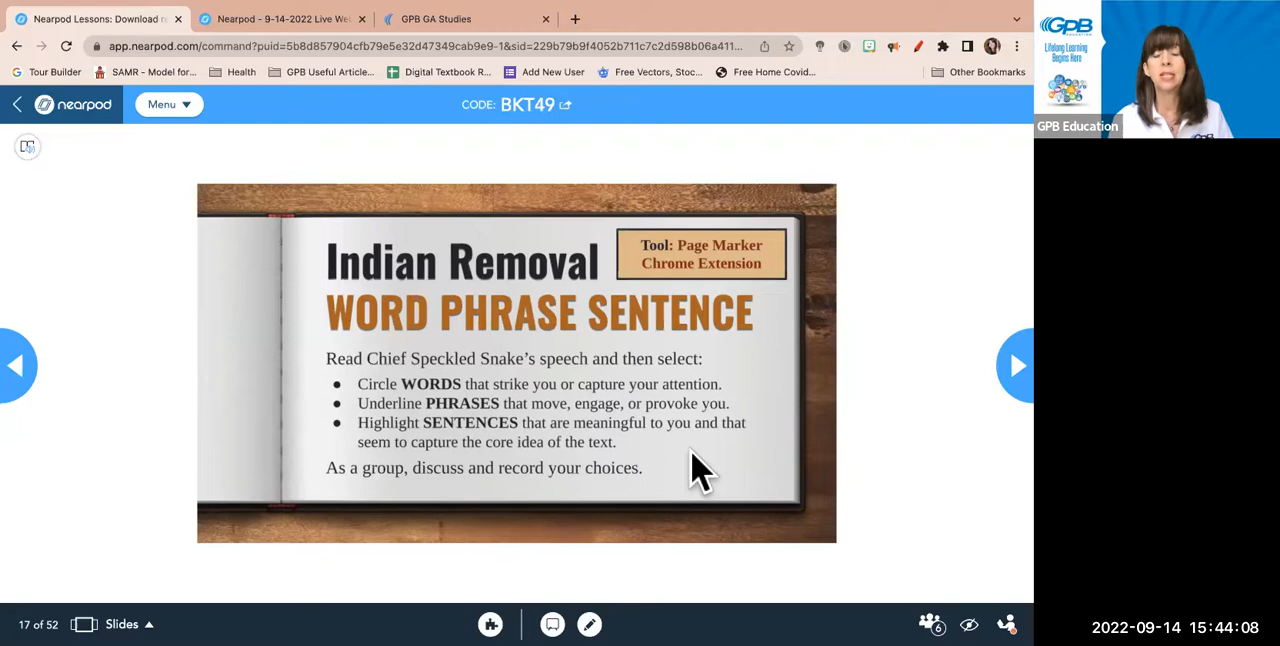 Nearpod Lessons: Download r
Nearpod - 9-14-2022 Live We
GPB GA Studies
app.nearpod.com/command?puid=5b8d857904cfb79e5e32d47349cab9e9-1&sid=229b79b9f4052b711c7c2d598b06a411...
Tour Builder
SAMR - Model for...
Health
GPB Useful Article...
Digital Textbook R...
Add New User
Free Vectors, Stoc...
Free Home Covid...
Other Bookmarks
nearpod
Menu
CODE: BKT49
GPB
EDUCATION
Lifelong Learning
Begins Here
GPB Education
Indian Removal
Tool: Page Marker
Chrome Extension
WORD PHRASE SENTENCE
Read Chief Speckled Snake's speech and then select:
● Circle WORDS that strike you or capture your attention.
● Underline PHRASES that move, engage, or provoke you.
● Highlight SENTENCES that are meaningful to you and that
seem to capture the core idea of the text.
As a group, discuss and record your choices.
17 of 52
Slides
6
2022-09-14 15:44:08